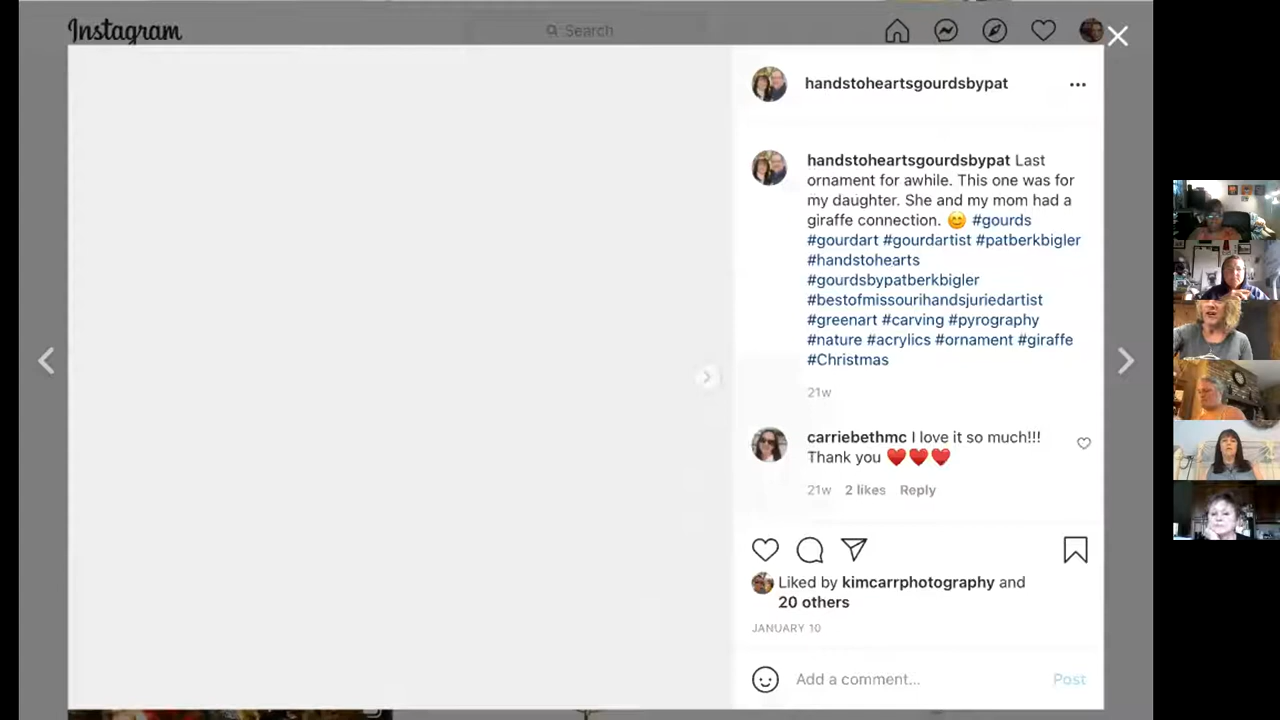 Instagram
Search
handstoheartsgourdsbypat
handstoheartsgourdsbypat Last
ornament for awhile. This one was for
my daughter. She and my mom had a
giraffe connection. 😊 #gourds
#gourdart #gourdartist #patberkbigler
#handstohearts
#gourdsbypatberkbigler
#bestofmissourihandsjuriedartist
#greenart #carving #pyrography
#nature #acrylics #ornament #giraffe
#Christmas
21w
carriebethmc I love it so much!!!
Thank you ❤️❤️❤️
21w 2 likes Reply
Liked by kimcarrphotography and
20 others
JANUARY 10
Add a comment...
Post